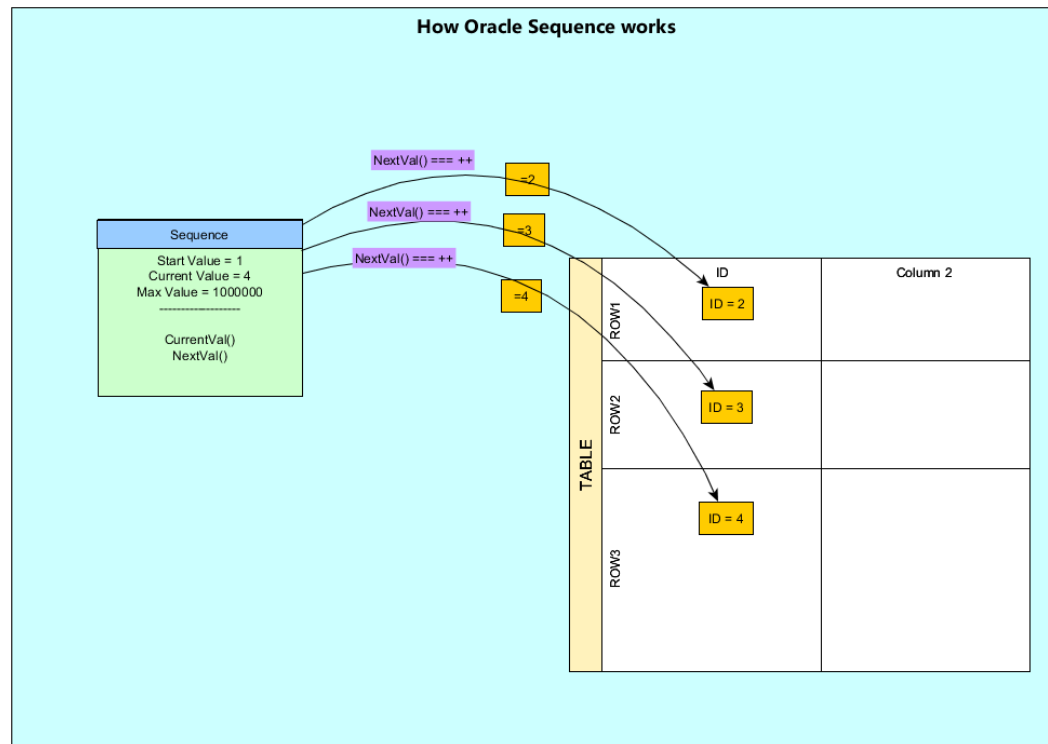 How Oracle Sequence works
NextVal() === ++
=2
NextVal() === ++
=3
NextVal() === ++
=4
Sequence
Start Value = 1
Current Value = 4
Max Value = 1000000
-------------------
CurrentVal()
NextVal()
TABLE
ID
Column 2
ROW1
ID = 2
ROW2
ID = 3
ROW3
ID = 4